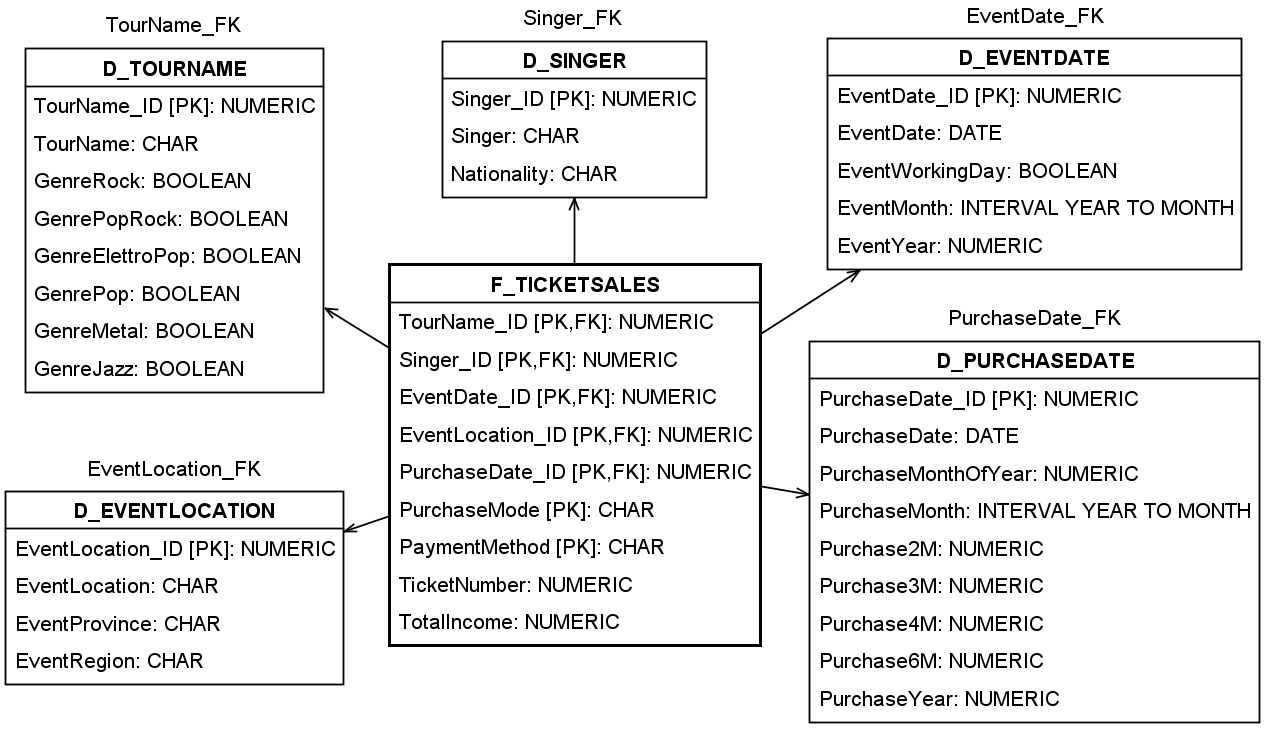 TourName_FK
D_TOURNAME
TourName_ID [PK]: NUMERIC
TourName: CHAR
GenreRock: BOOLEAN
GenrePopRock: BOOLEAN
GenreElettroPop: BOOLEAN
GenrePop: BOOLEAN
GenreMetal: BOOLEAN
GenreJazz: BOOLEAN
Singer_FK
D_SINGER
Singer_ID [PK]: NUMERIC
Singer: CHAR
Nationality: CHAR
EventDate_FK
D_EVENTDATE
EventDate_ID [PK]: NUMERIC
EventDate: DATE
EventWorkingDay: BOOLEAN
EventMonth: INTERVAL YEAR TO MONTH
EventYear: NUMERIC
F_TICKETSALES
TourName_ID [PK,FK]: NUMERIC
Singer_ID [PK,FK]: NUMERIC
EventDate_ID [PK,FK]: NUMERIC
EventLocation_ID [PK,FK]: NUMERIC
PurchaseDate_ID [PK,FK]: NUMERIC
PurchaseMode [PK]: CHAR
PaymentMethod [PK]: CHAR
TicketNumber: NUMERIC
TotalIncome: NUMERIC
EventLocation_FK
D_EVENTLOCATION
EventLocation_ID [PK]: NUMERIC
EventLocation: CHAR
EventProvince: CHAR
EventRegion: CHAR
PurchaseDate_FK
D_PURCHASEDATE
PurchaseDate_ID [PK]: NUMERIC
PurchaseDate: DATE
PurchaseMonthOfYear: NUMERIC
PurchaseMonth: INTERVAL YEAR TO MONTH
Purchase2M: NUMERIC
Purchase3M: NUMERIC
Purchase4M: NUMERIC
Purchase6M: NUMERIC
PurchaseYear: NUMERIC